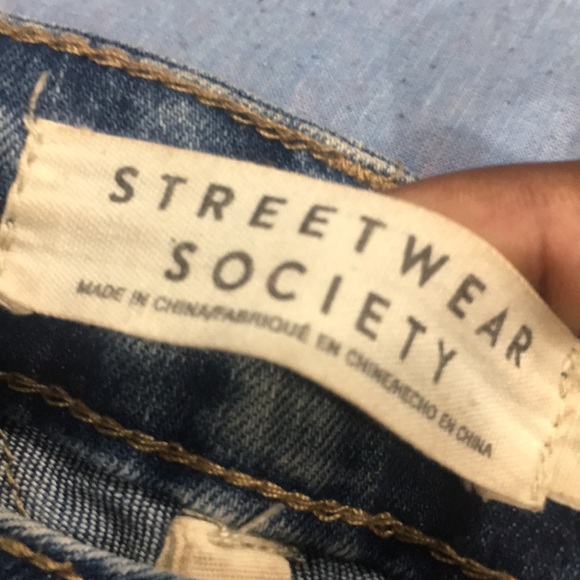 STREETWEAR
SOCIETY
MADE IN CHINA/FABRIQUÉ EN CHINE/HECHO EN CHINA